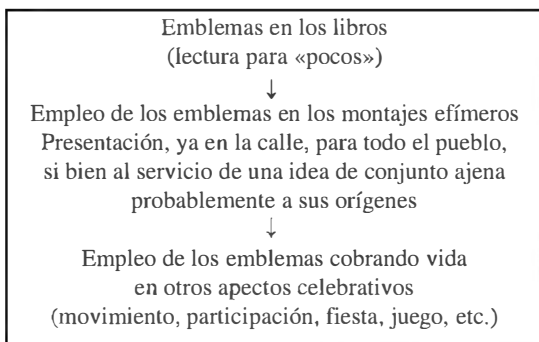 Emblemas en los libros
(lectura para «pocos»)
↓
Empleo de los emblemas en los montajes efímeros
Presentación, ya en la calle, para todo el pueblo,
si bien al servicio de una idea de conjunto ajena
probablemente a sus orígenes
↓
Empleo de los emblemas cobrando vida
en otros apectos celebrativos
(movimiento, participación, fiesta, juego, etc.)